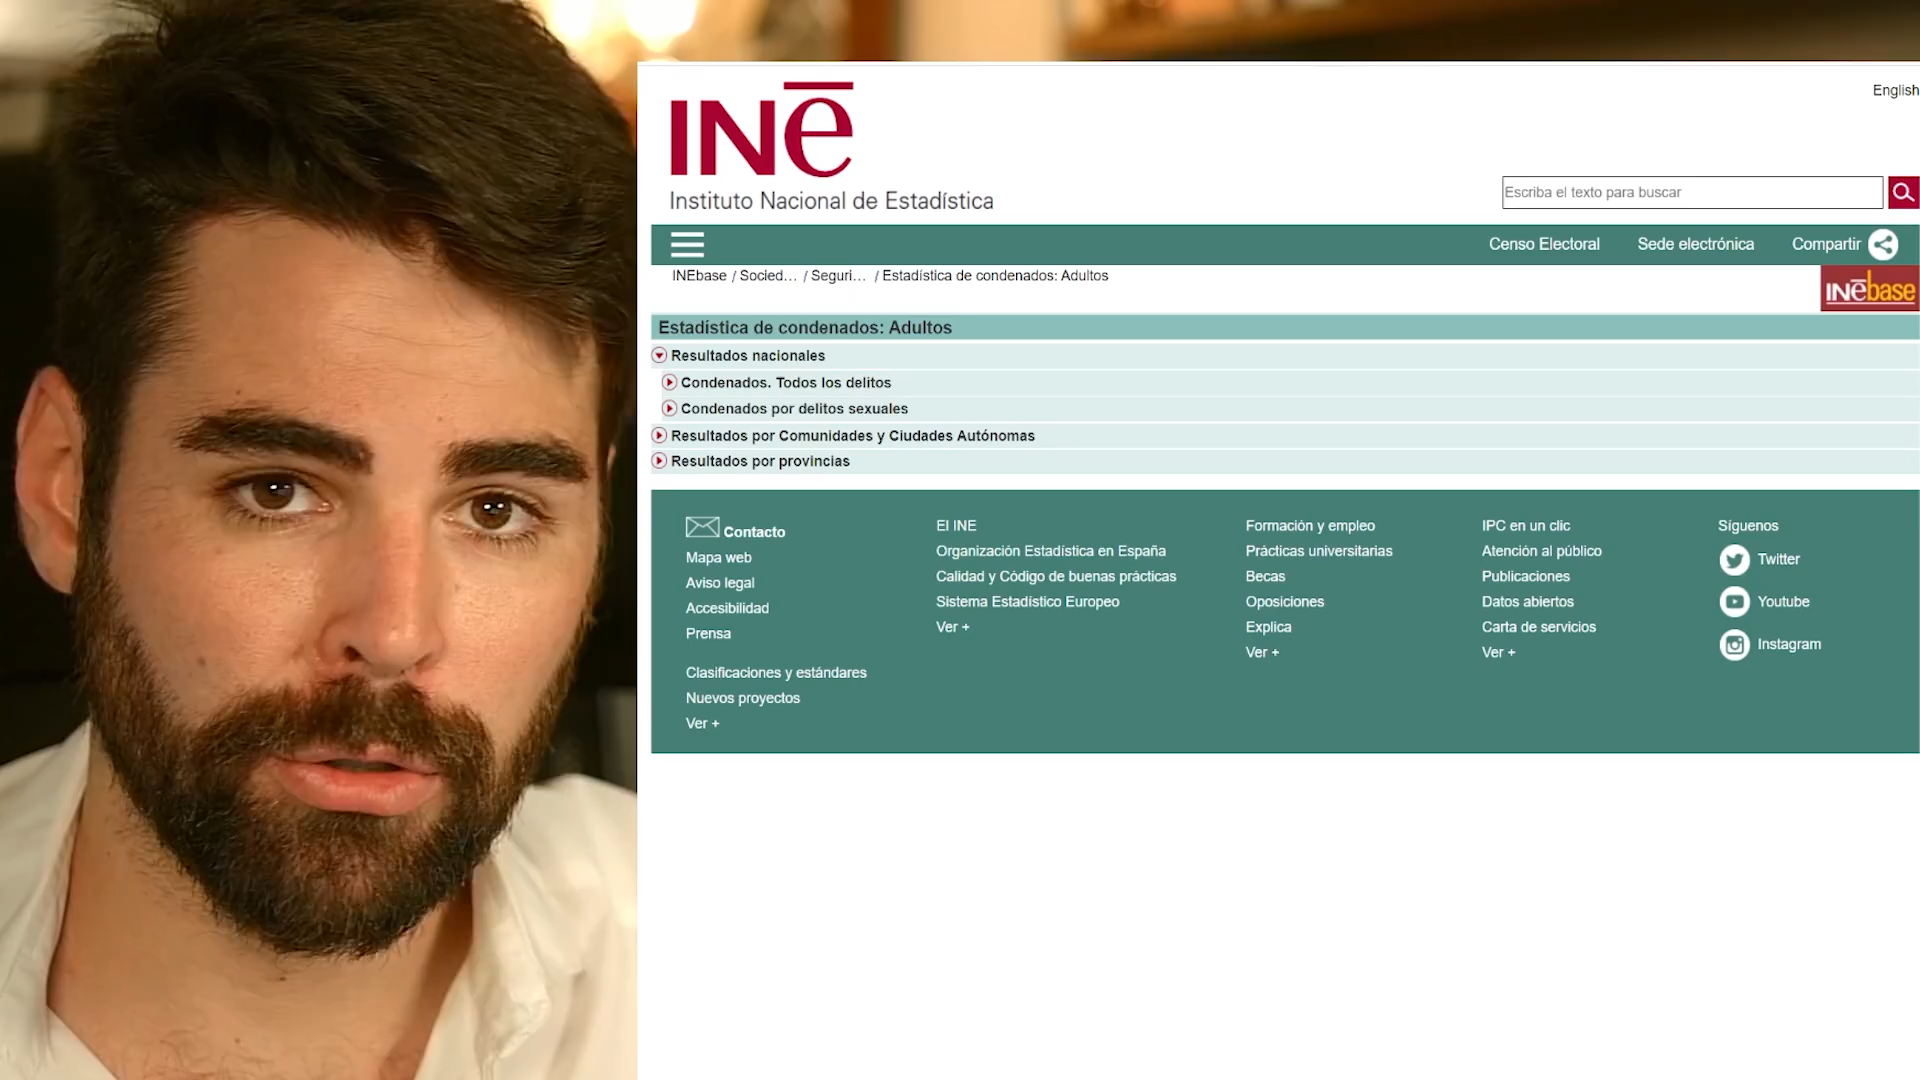 English
INē
Instituto Nacional de Estadística
Escriba el texto para buscar
Censo Electoral Sede electrónica Compartir
INEbase / Socied... / Seguri... / Estadística de condenados: Adultos
INēbase
Estadística de condenados: Adultos
Resultados nacionales
Condenados. Todos los delitos
Condenados por delitos sexuales
Resultados por Comunidades y Ciudades Autónomas
Resultados por provincias
Contacto
Mapa web
Aviso legal
Accesibilidad
Prensa
Clasificaciones y estándares
Nuevos proyectos
Ver +
El INE
Organización Estadística en España
Calidad y Código de buenas prácticas
Sistema Estadístico Europeo
Ver +
Formación y empleo
Prácticas universitarias
Becas
Oposiciones
Explica
Ver +
IPC en un clic
Atención al público
Publicaciones
Datos abiertos
Carta de servicios
Ver +
Síguenos
Twitter
Youtube
Instagram